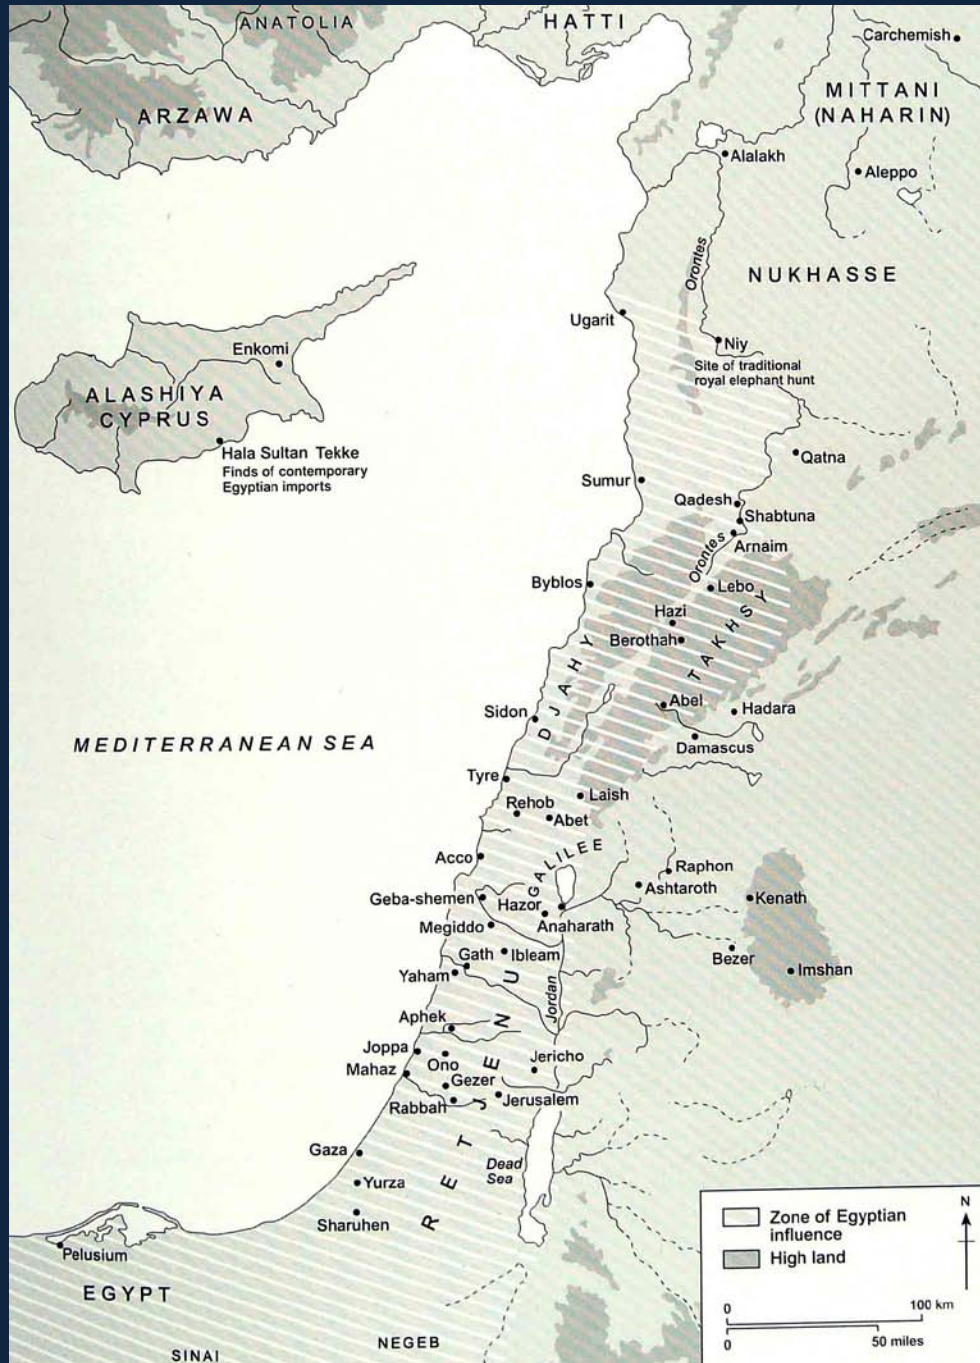 ANATOLIA
HATTI
Carchemish
ARZAWA
MITTANI
(NAHARIN)
Alalakh
Aleppo
Orontes
NUKHASSE
Ugarit
Niy
Site of traditional
royal elephant hunt
Enkomi
ALASHIYA
CYPRUS
Hala Sultan Tekke
Finds of contemporary
Egyptian imports
Qatna
Sumur
Qadesh
Shabtuna
Arnaim
Orontes
Byblos
Lebo
Hazi
Berothah
TAKHSY
DJAHY
Abel
Hadara
Sidon
Damascus
MEDITERRANEAN SEA
Tyre
Laish
Rehob
Abet
GALILEE
Acco
Raphon
Ashtaroth
Geba-shemen
Hazor
Kenath
Anaharath
Megiddo
Gath
Ibleam
Bezer
Yaham
Imshan
Jordan
RETJENU
Aphek
Joppa
Ono
Jericho
Mahaz
Gezer
Rabbah
Jerusalem
Gaza
Dead
Sea
Yurza
Sharuhen
Pelusium
EGYPT
NEGEB
SINAI
Zone of Egyptian
influence
High land
N
0 100 km
0 50 miles